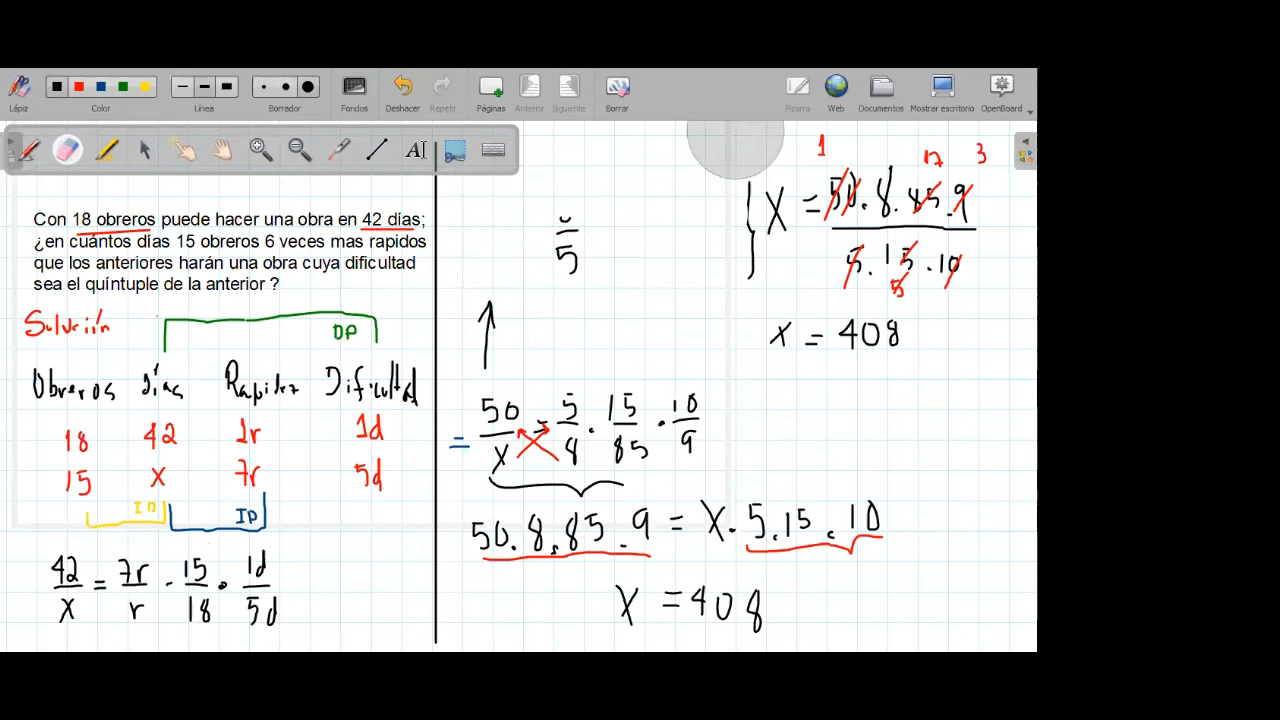 Lápiz Color Línea Borrador Fondos Deshacer Repetir Páginas Anterior Siguiente Borrar Pizarra Web Documentos Mostrar escritorio OpenBoard
Con 18 obreros puede hacer una obra en 42 días;
¿en cuántos días 15 obreros 6 veces mas rapidos
que los anteriores harán una obra cuya dificultad
sea el quíntuple de la anterior ?
Solución
DP
Obreros Días Rapidez Dificultad
18 42 1r 1d
15 x 7r 5d
IP IP
42/x = 7r/r · 15/18 · 1d/5d
5
= 50/x = 5/8 · 15/85 · 10/9
50.8.85.9 = X.5.15.10
X = 408
1 17 3
X = 50.8.85.9 / 5.15.10
5
x = 408